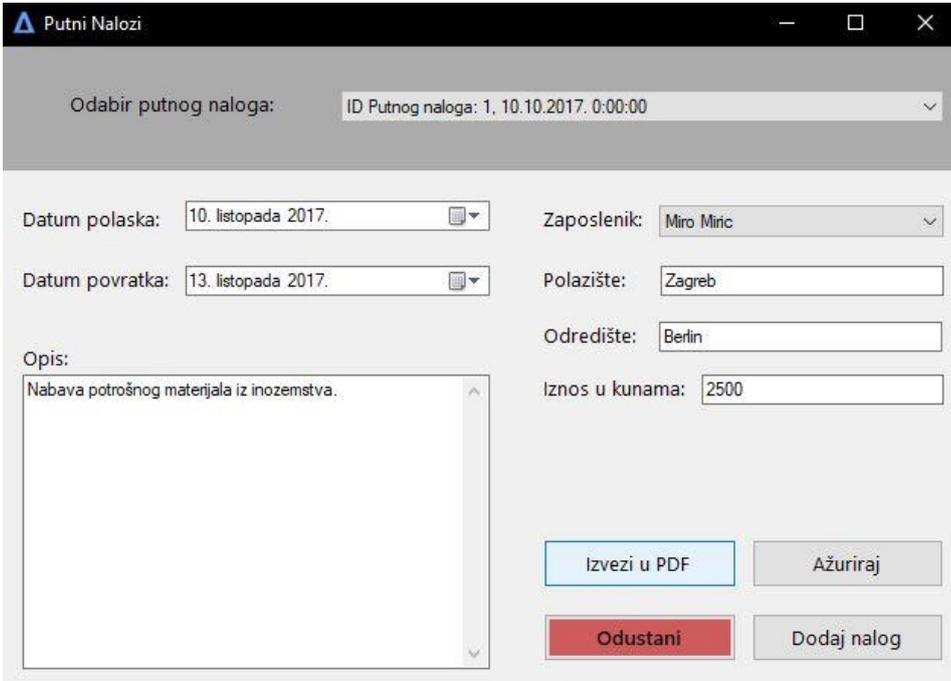 Putni Nalozi
Odabir putnog naloga: ID Putnog naloga: 1, 10.10.2017. 0:00:00
Datum polaska: 10. listopada 2017.
Datum povratka: 13. listopada 2017.
Opis:
Nabava potrošnog materijala iz inozemstva.
Zaposlenik: Miro Miric
Polazište: Zagreb
Odredište: Berlin
Iznos u kunama: 2500
Izvezi u PDF Ažuriraj
Odustani Dodaj nalog